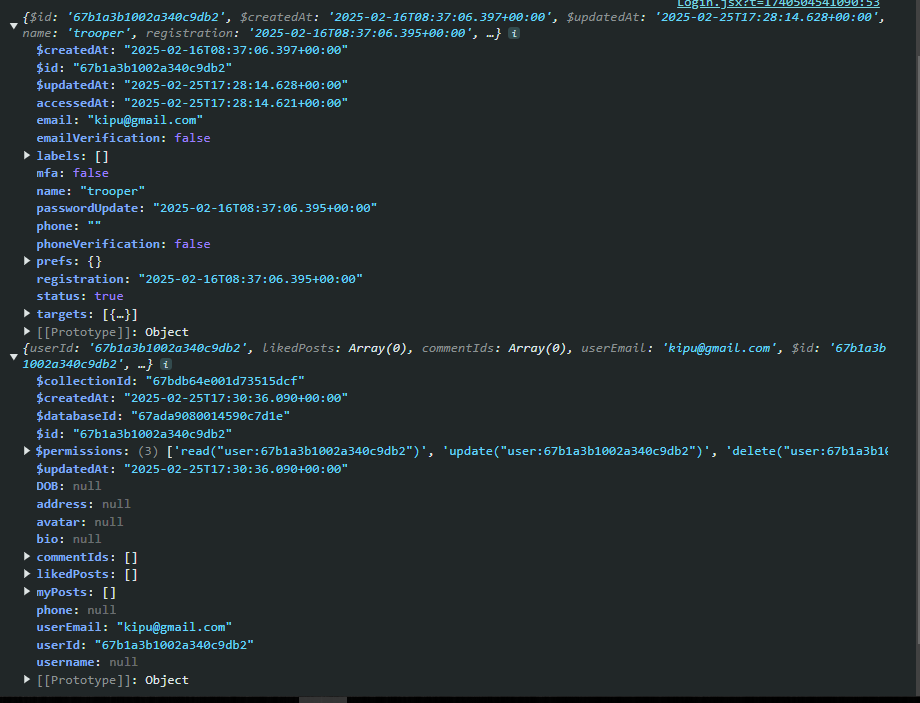 Login.jsx?t=1740504541090:53
{$id: '67b1a3b1002a340c9db2', $createdAt: '2025-02-16T08:37:06.397+00:00', $updatedAt: '2025-02-25T17:28:14.628+00:00',
name: 'trooper', registration: '2025-02-16T08:37:06.395+00:00', …} i
$createdAt: "2025-02-16T08:37:06.397+00:00"
$id: "67b1a3b1002a340c9db2"
$updatedAt: "2025-02-25T17:28:14.628+00:00"
accessedAt: "2025-02-25T17:28:14.621+00:00"
email: "kipu@gmail.com"
emailVerification: false
labels: []
mfa: false
name: "trooper"
passwordUpdate: "2025-02-16T08:37:06.395+00:00"
phone: ""
phoneVerification: false
prefs: {}
registration: "2025-02-16T08:37:06.395+00:00"
status: true
targets: [{…}]
[[Prototype]]: Object
{userId: '67b1a3b1002a340c9db2', likedPosts: Array(0), commentIds: Array(0), userEmail: 'kipu@gmail.com', $id: '67b1a3b
1002a340c9db2', …} i
$collectionId: "67bdb64e001d73515dcf"
$createdAt: "2025-02-25T17:30:36.090+00:00"
$databaseId: "67ada9080014590c7d1e"
$id: "67b1a3b1002a340c9db2"
$permissions: (3) ['read("user:67b1a3b1002a340c9db2")', 'update("user:67b1a3b1002a340c9db2")', 'delete("user:67b1a3b10
$updatedAt: "2025-02-25T17:30:36.090+00:00"
DOB: null
address: null
avatar: null
bio: null
commentIds: []
likedPosts: []
myPosts: []
phone: null
userEmail: "kipu@gmail.com"
userId: "67b1a3b1002a340c9db2"
username: null
[[Prototype]]: Object